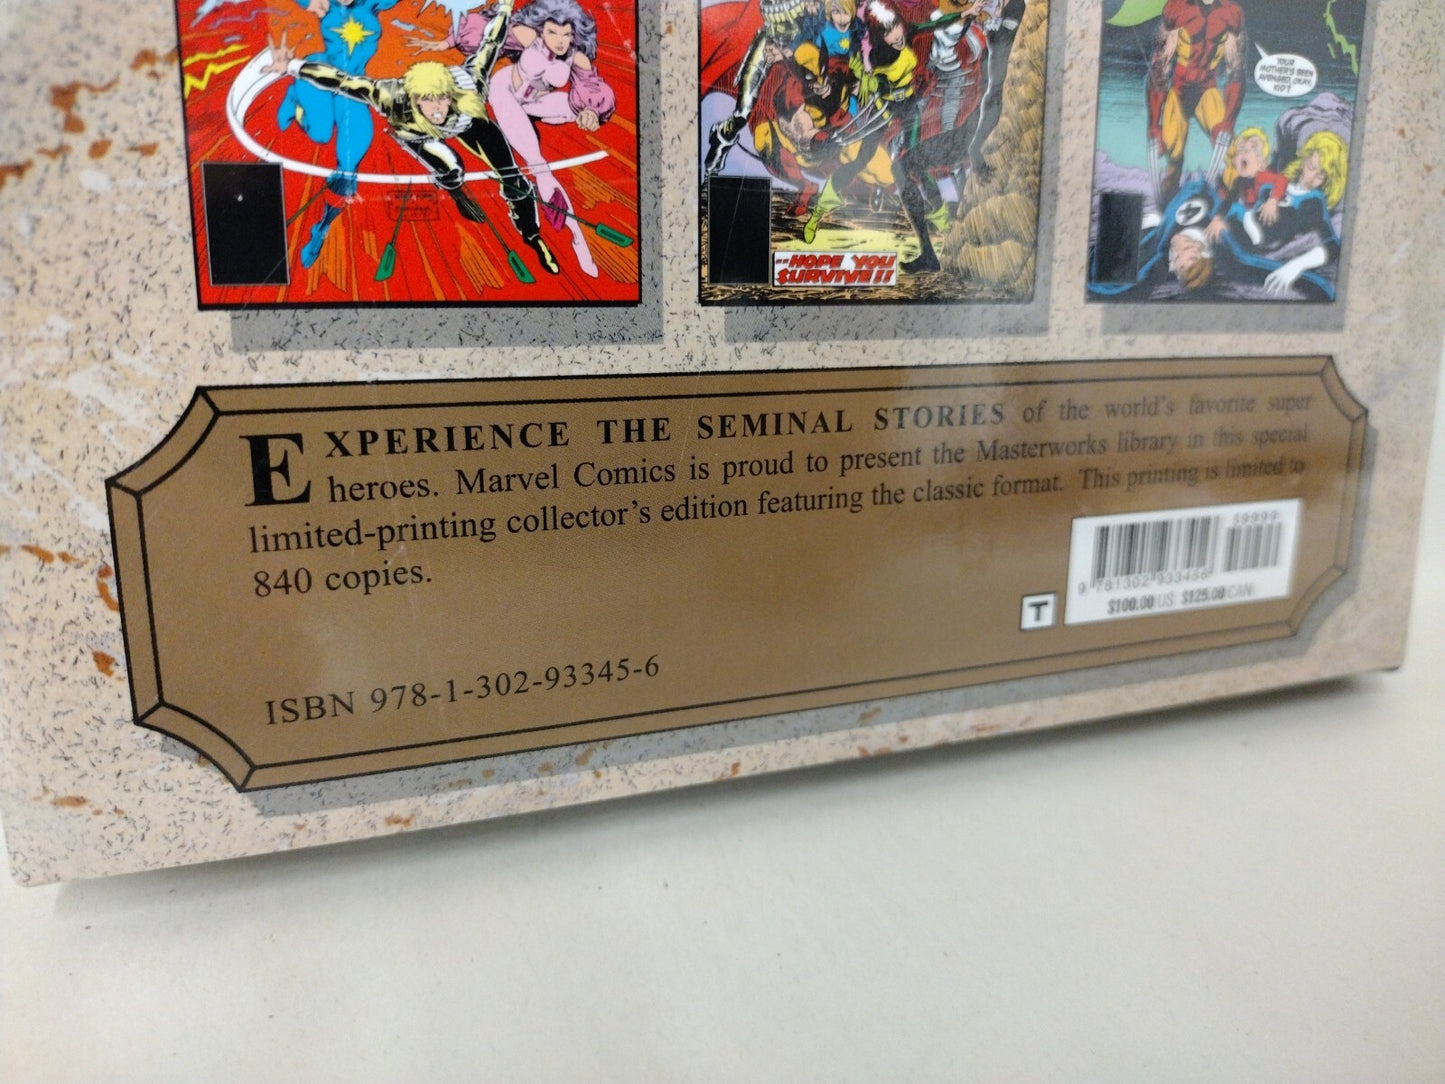 YOUR
MOTHER'S BEEN
AVENGED, OKAY,
KID?
--HOPE YOU
SURVIVE!!
EXPERIENCE THE SEMINAL STORIES of the world's favorite super
heroes. Marvel Comics is proud to present the Masterworks library in this special
limited-printing collector's edition featuring the classic format. This printing is limited to
840 copies.
59999
9 781302 933456
$100.00 US $125.00 CAN
T
ISBN 978-1-302-93345-6